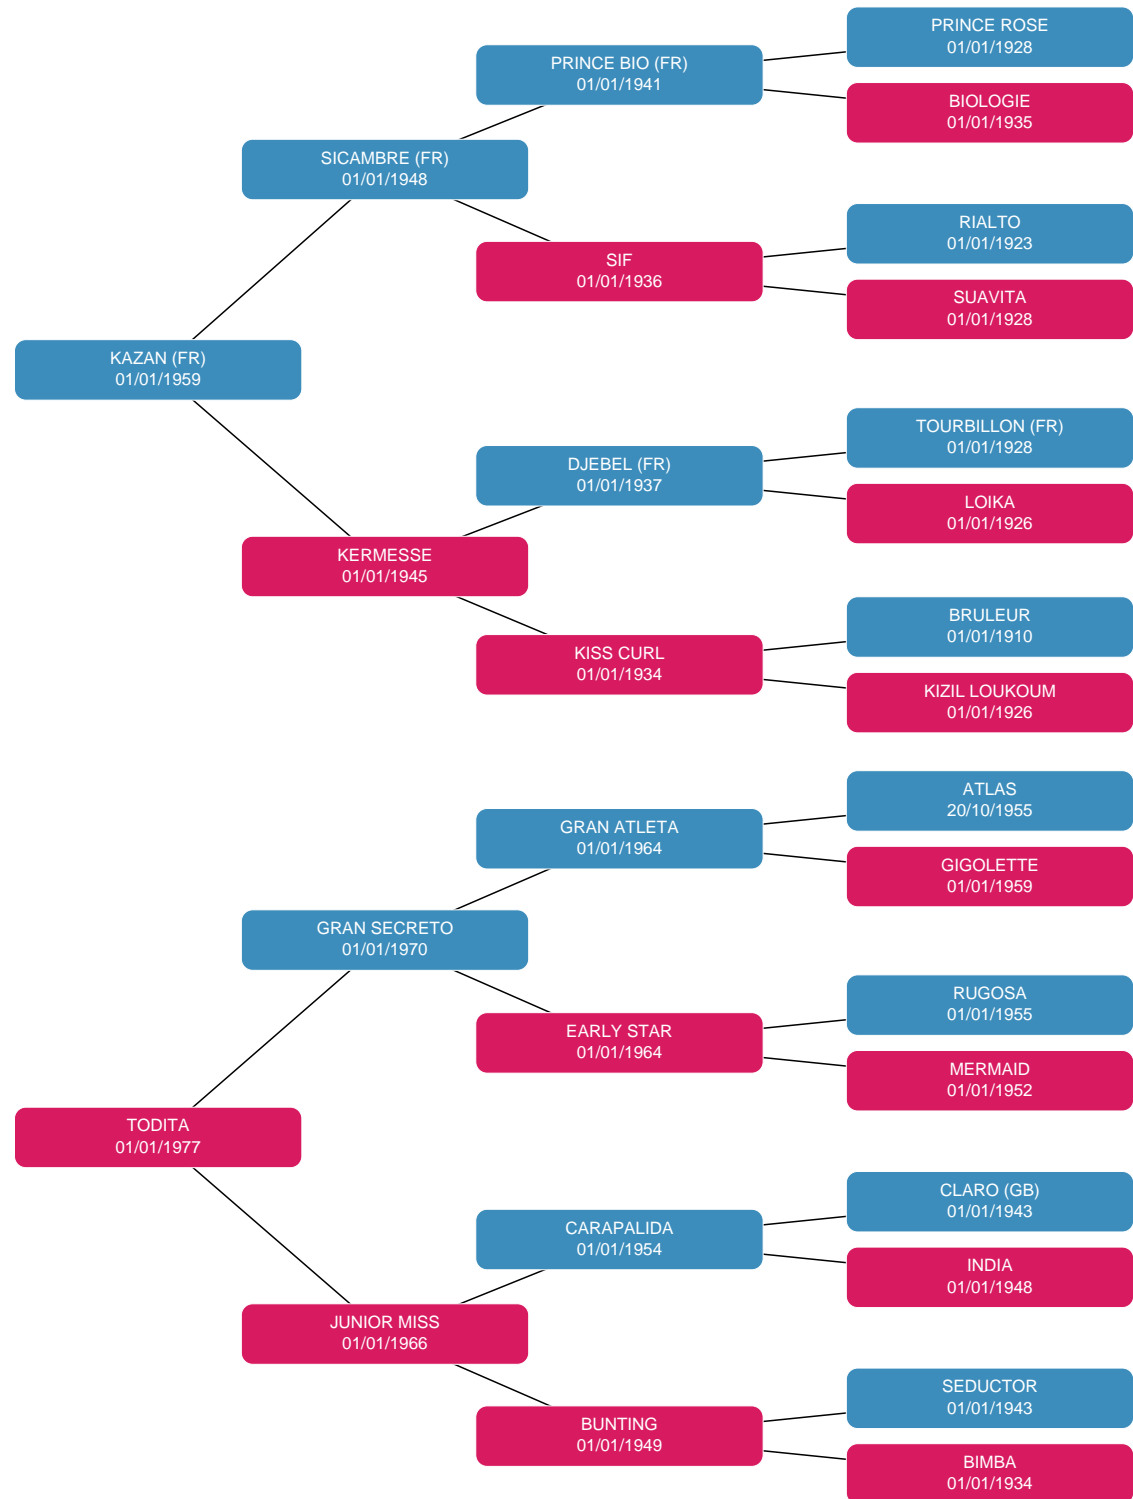 PRINCE ROSE
01/01/1928
PRINCE BIO (FR)
01/01/1941
BIOLOGIE
01/01/1935
SICAMBRE (FR)
01/01/1948
RIALTO
01/01/1923
SIF
01/01/1936
SUAVITA
01/01/1928
KAZAN (FR)
01/01/1959
TOURBILLON (FR)
01/01/1928
DJEBEL (FR)
01/01/1937
LOIKA
01/01/1926
KERMESSE
01/01/1945
BRULEUR
01/01/1910
KISS CURL
01/01/1934
KIZIL LOUKOUM
01/01/1926
ATLAS
20/10/1955
GRAN ATLETA
01/01/1964
GIGOLETTE
01/01/1959
GRAN SECRETO
01/01/1970
RUGOSA
01/01/1955
EARLY STAR
01/01/1964
MERMAID
01/01/1952
TODITA
01/01/1977
CLARO (GB)
01/01/1943
CARAPALIDA
01/01/1954
INDIA
01/01/1948
JUNIOR MISS
01/01/1966
SEDUCTOR
01/01/1943
BUNTING
01/01/1949
BIMBA
01/01/1934